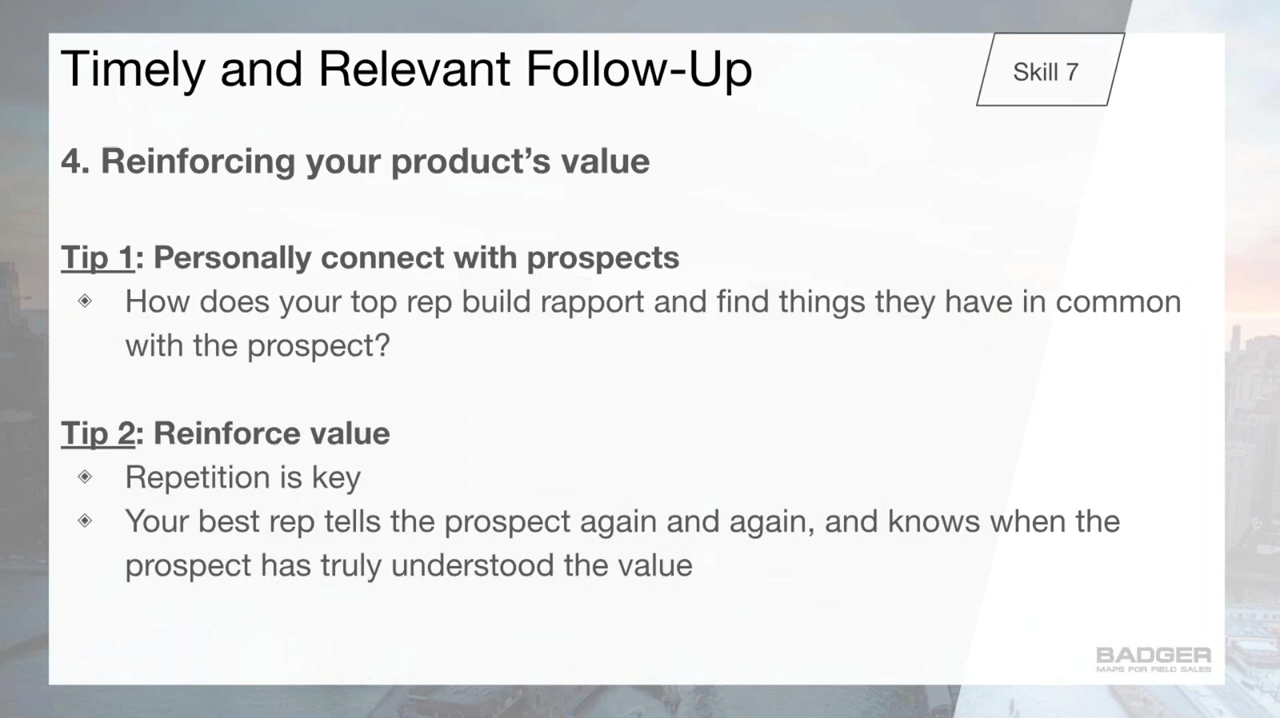 Timely and Relevant Follow-Up
Skill 7
4. Reinforcing your product’s value
Tip 1: Personally connect with prospects
◈ How does your top rep build rapport and find things they have in common
with the prospect?
Tip 2: Reinforce value
◈ Repetition is key
◈ Your best rep tells the prospect again and again, and knows when the
prospect has truly understood the value
BADGER
MAPS FOR FIELD SALES